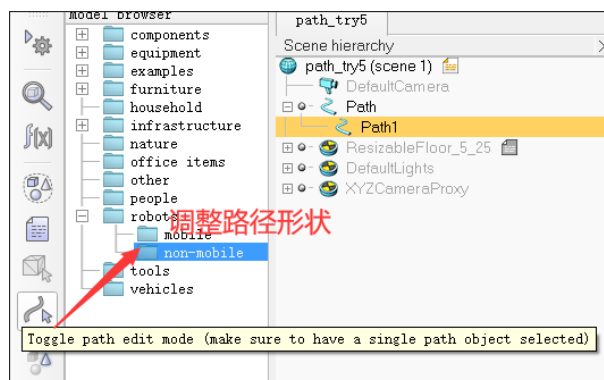 Model browser
components
equipment
examples
furniture
household
infrastructure
nature
office items
other
people
robots
mobile
non-mobile
tools
vehicles
调整路径形状
path_try5
Scene hierarchy
path_try5 (scene 1)
DefaultCamera
Path
Path1
ResizableFloor_5_25
DefaultLights
XYZCameraProxy
f(x)
Toggle path edit mode (make sure to have a single path object selected)